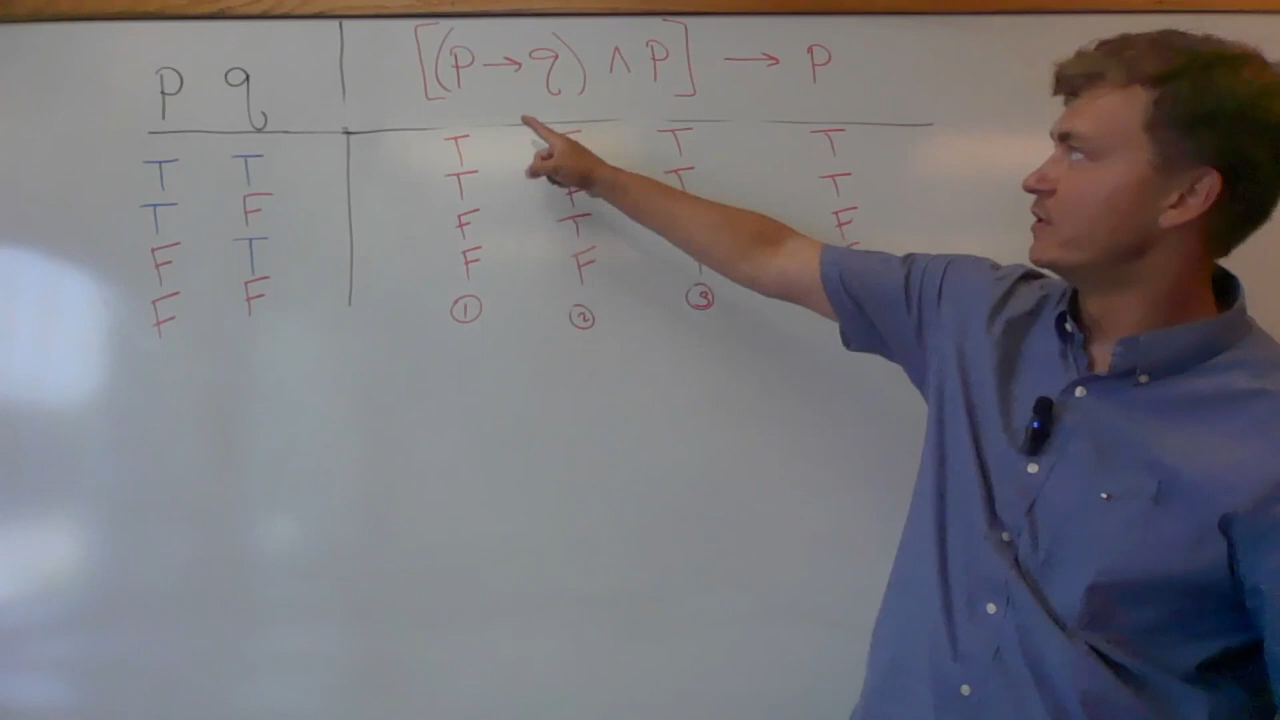 p q [(p → q) ∧ p] → p
T T T T T T
T F T F T T
F T F T F
F F F F
① ② ③